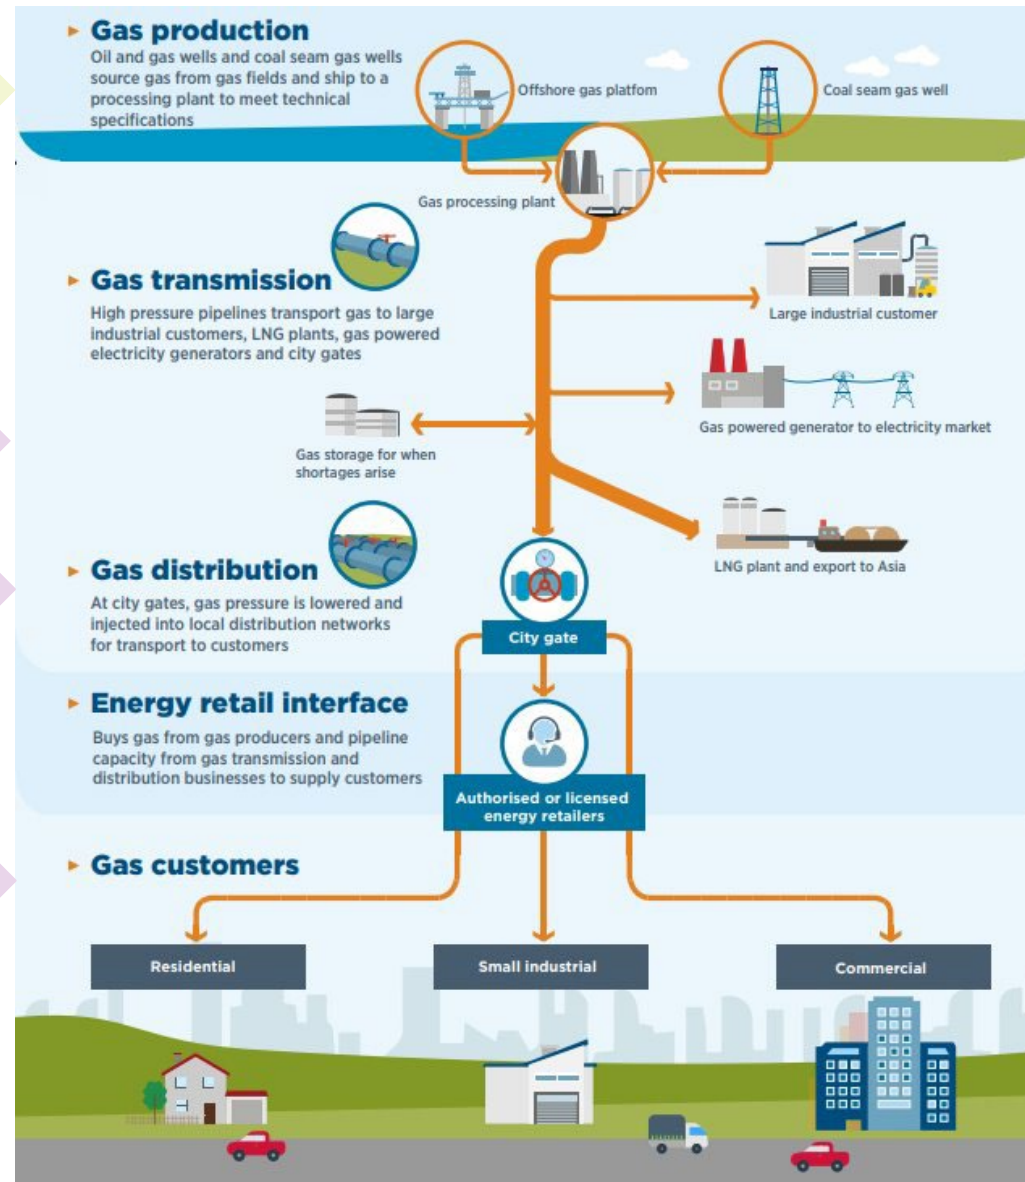 Gas production
Oil and gas wells and coal seam gas wells
source gas from gas fields and ship to a
processing plant to meet technical
specifications
Offshore gas platfom
Coal seam gas well
Gas processing plant
Gas transmission
High pressure pipelines transport gas to large
industrial customers, LNG plants, gas powered
electricity generators and city gates
Large industrial customer
Gas powered generator to electricity market
Gas storage for when
shortages arise
LNG plant and export to Asia
Gas distribution
At city gates, gas pressure is lowered and
injected into local distribution networks
for transport to customers
City gate
Energy retail interface
Buys gas from gas producers and pipeline
capacity from gas transmission and
distribution businesses to supply customers
Authorised or licensed
energy retailers
Gas customers
Residential
Small industrial
Commercial